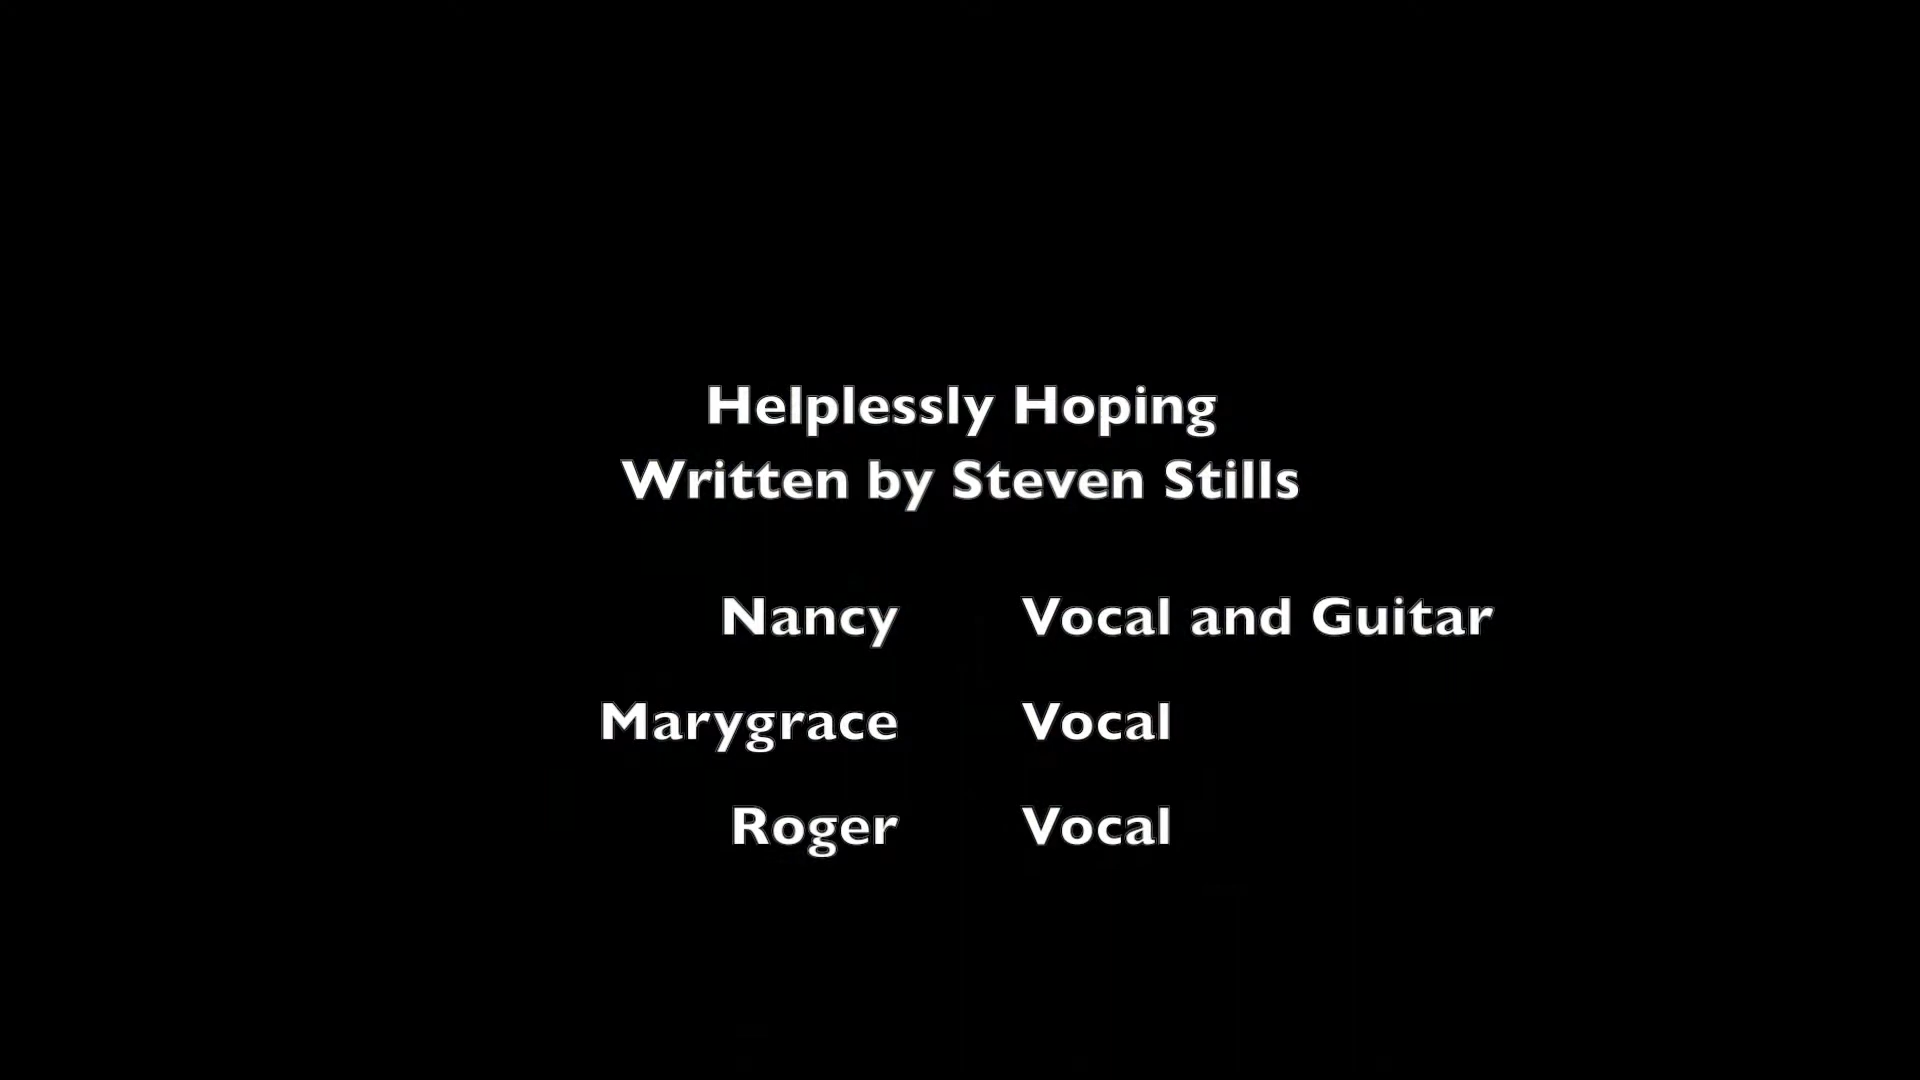 Helplessly Hoping
Written by Steven Stills
Nancy Vocal and Guitar
Marygrace Vocal
Roger Vocal